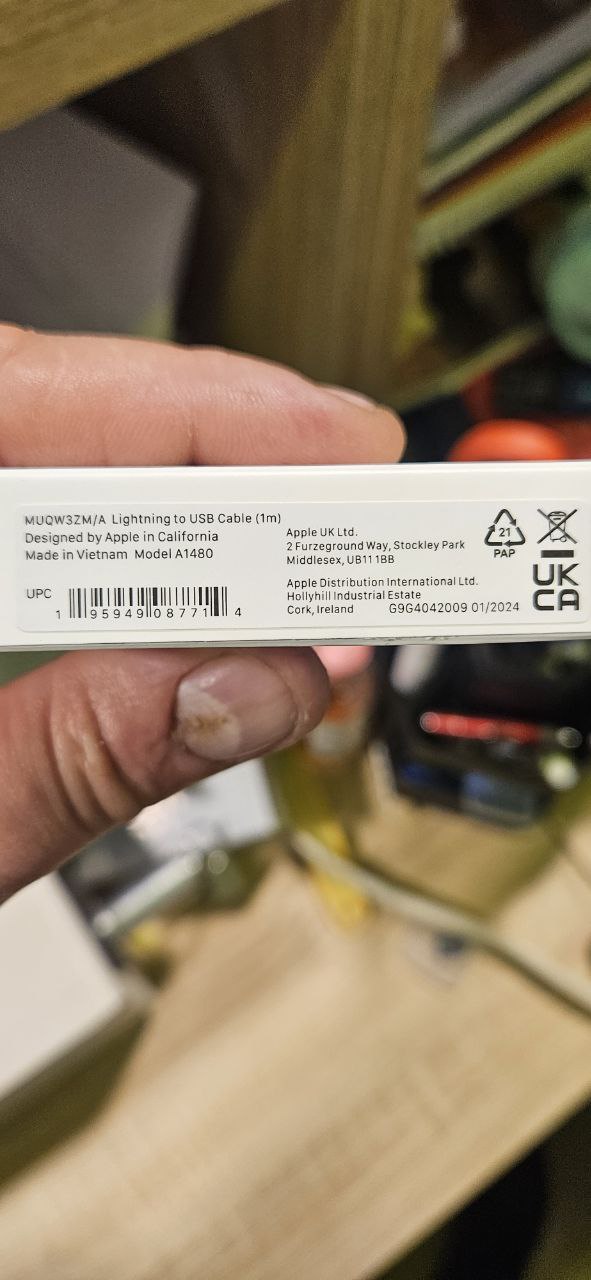 MUQW3ZM/A Lightning to USB Cable (1m)
Designed by Apple in California
Made in Vietnam Model A1480
UPC
1 95949 08771 4
Apple UK Ltd.
2 Furzeground Way, Stockley Park
Middlesex, UB11 1BB
Apple Distribution International Ltd.
Hollyhill Industrial Estate
Cork, Ireland G9G4042009 01/2024
21
PAP
UK
CA